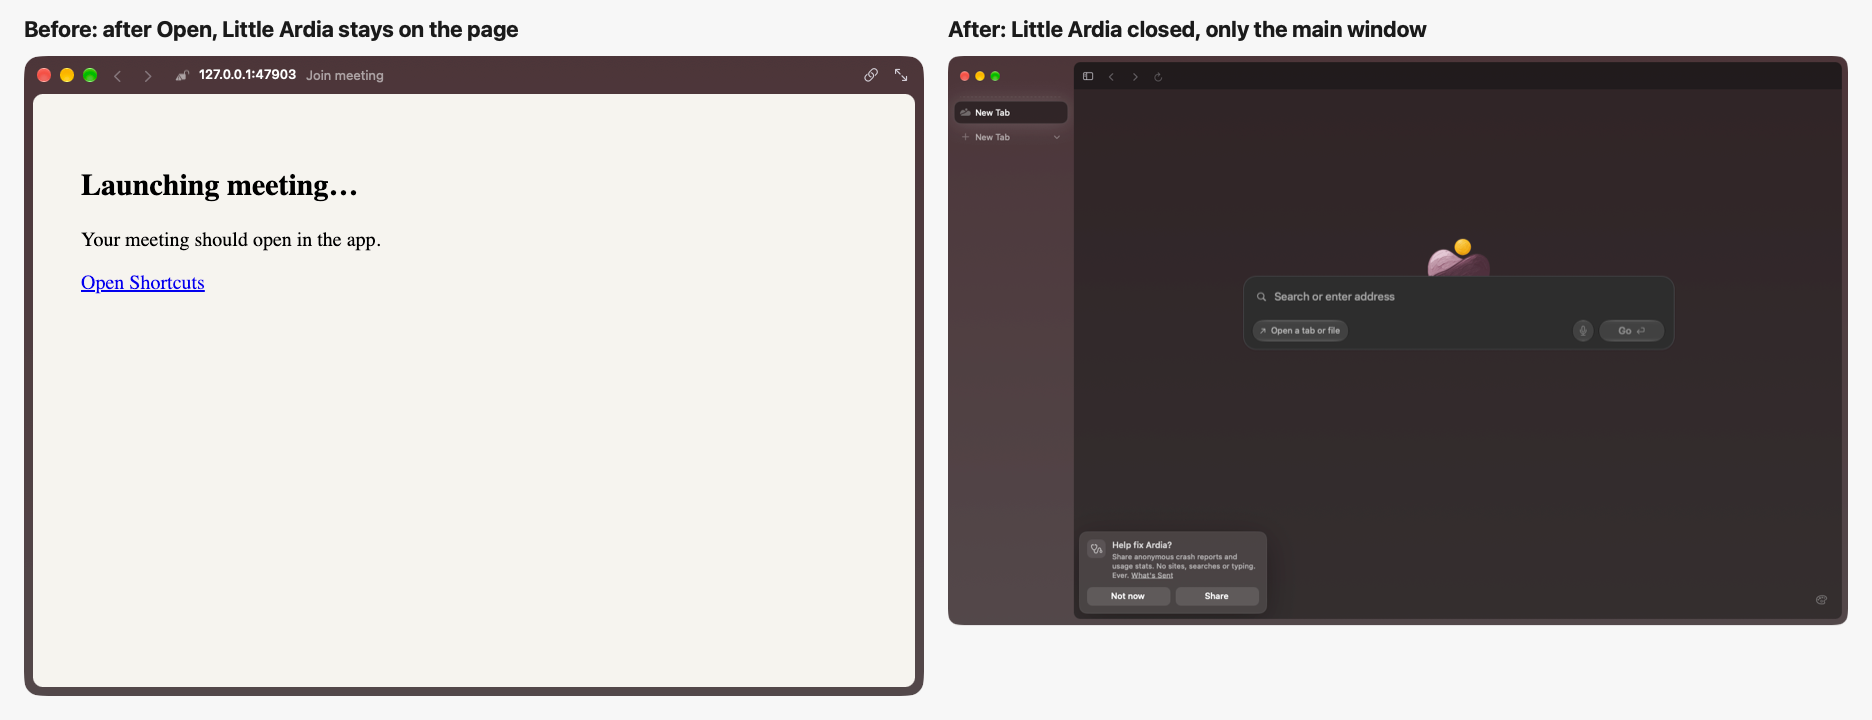 Before: after Open, Little Ardia stays on the page
127.0.0.1:47903 Join meeting
Launching meeting...
Your meeting should open in the app.
Open Shortcuts
After: Little Ardia closed, only the main window
New Tab
New Tab
Search or enter address
Open a tab or file
Go
Help fix Ardia?
Share anonymous crash reports and
usage stats. No sites, searches or typing.
Ever. What's Sent
Not now
Share